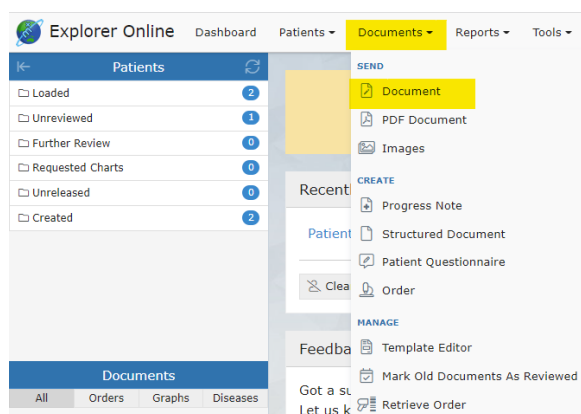 Explorer Online Dashboard Patients Documents Reports Tools
Patients
Loaded 2
Unreviewed 1
Further Review 0
Requested Charts 0
Unreleased 0
Created 2
Documents
All Orders Graphs Diseases
SEND
Document
PDF Document
Images
CREATE
Progress Note
Structured Document
Patient Questionnaire
Order
MANAGE
Template Editor
Mark Old Documents As Reviewed
Retrieve Order
Recentl
Patient
Clea
Feedba
Got a su
Let us k